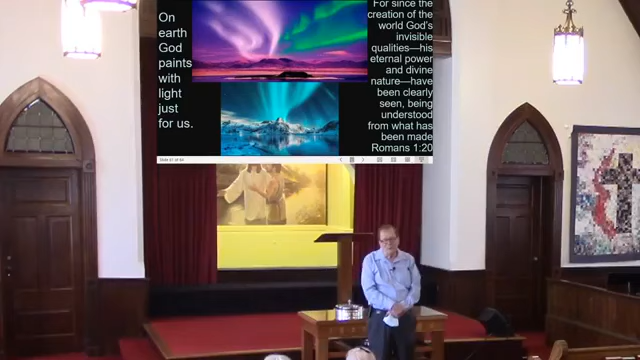 On
earth
God
paints
with
light
just
for us.
For since the
creation of the
world God's
invisible
qualities—his
eternal power
and divine
nature—have
been clearly
seen, being
understood
from what has
been made
Romans 1:20